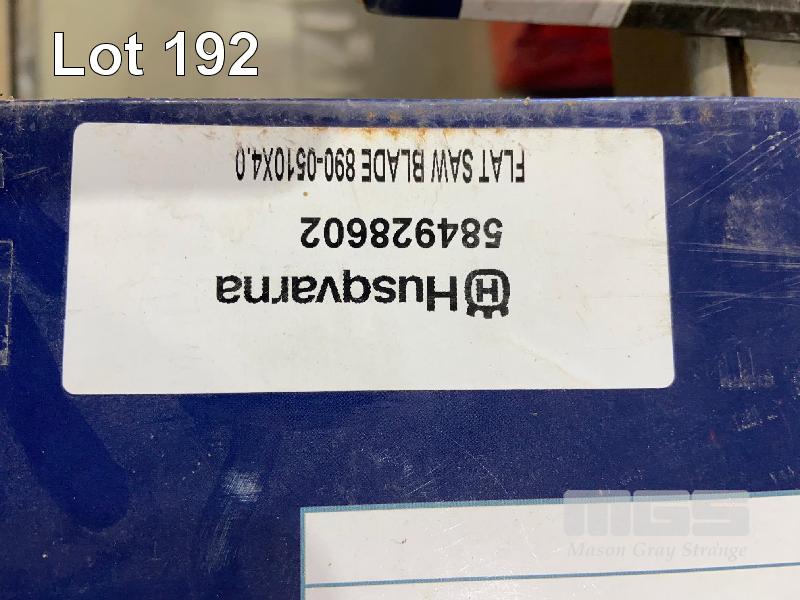 Lot 192
Husqvarna
584928602
FLAT SAW BLADE 890-0510X4.0
MGS
Mason Gray Strange